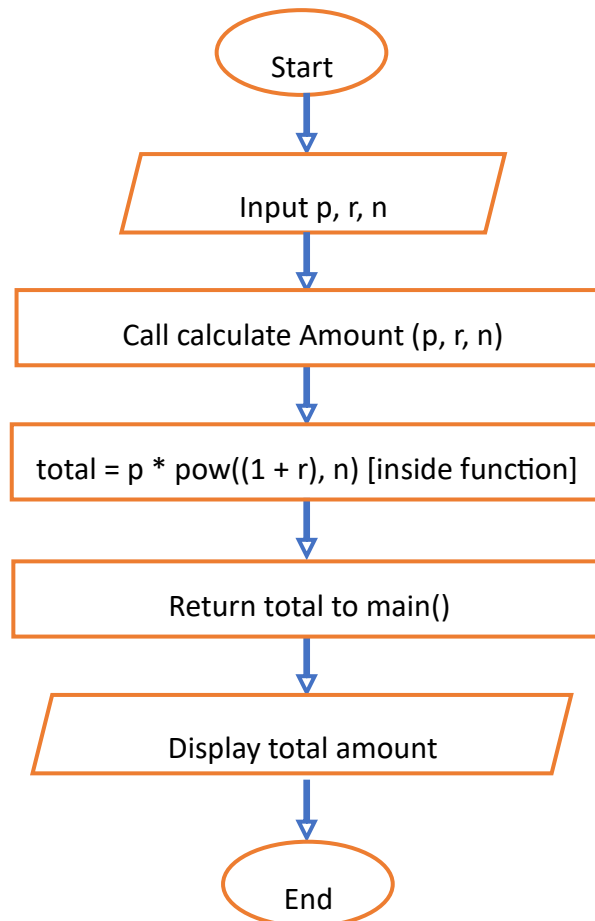 Start
Input p, r, n
Call calculate Amount (p, r, n)
total = p * pow((1 + r), n) [inside function]
Return total to main()
Display total amount
End